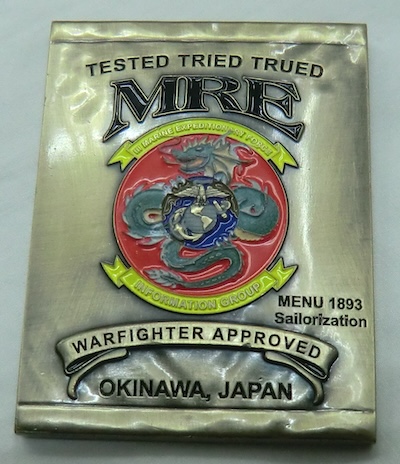 TESTED TRIED TRUED
MRE
III MARINE EXPEDITIONARY FORCE
INFORMATION GROUP
MENU 1893
Sailorization
WARFIGHTER APPROVED
OKINAWA, JAPAN